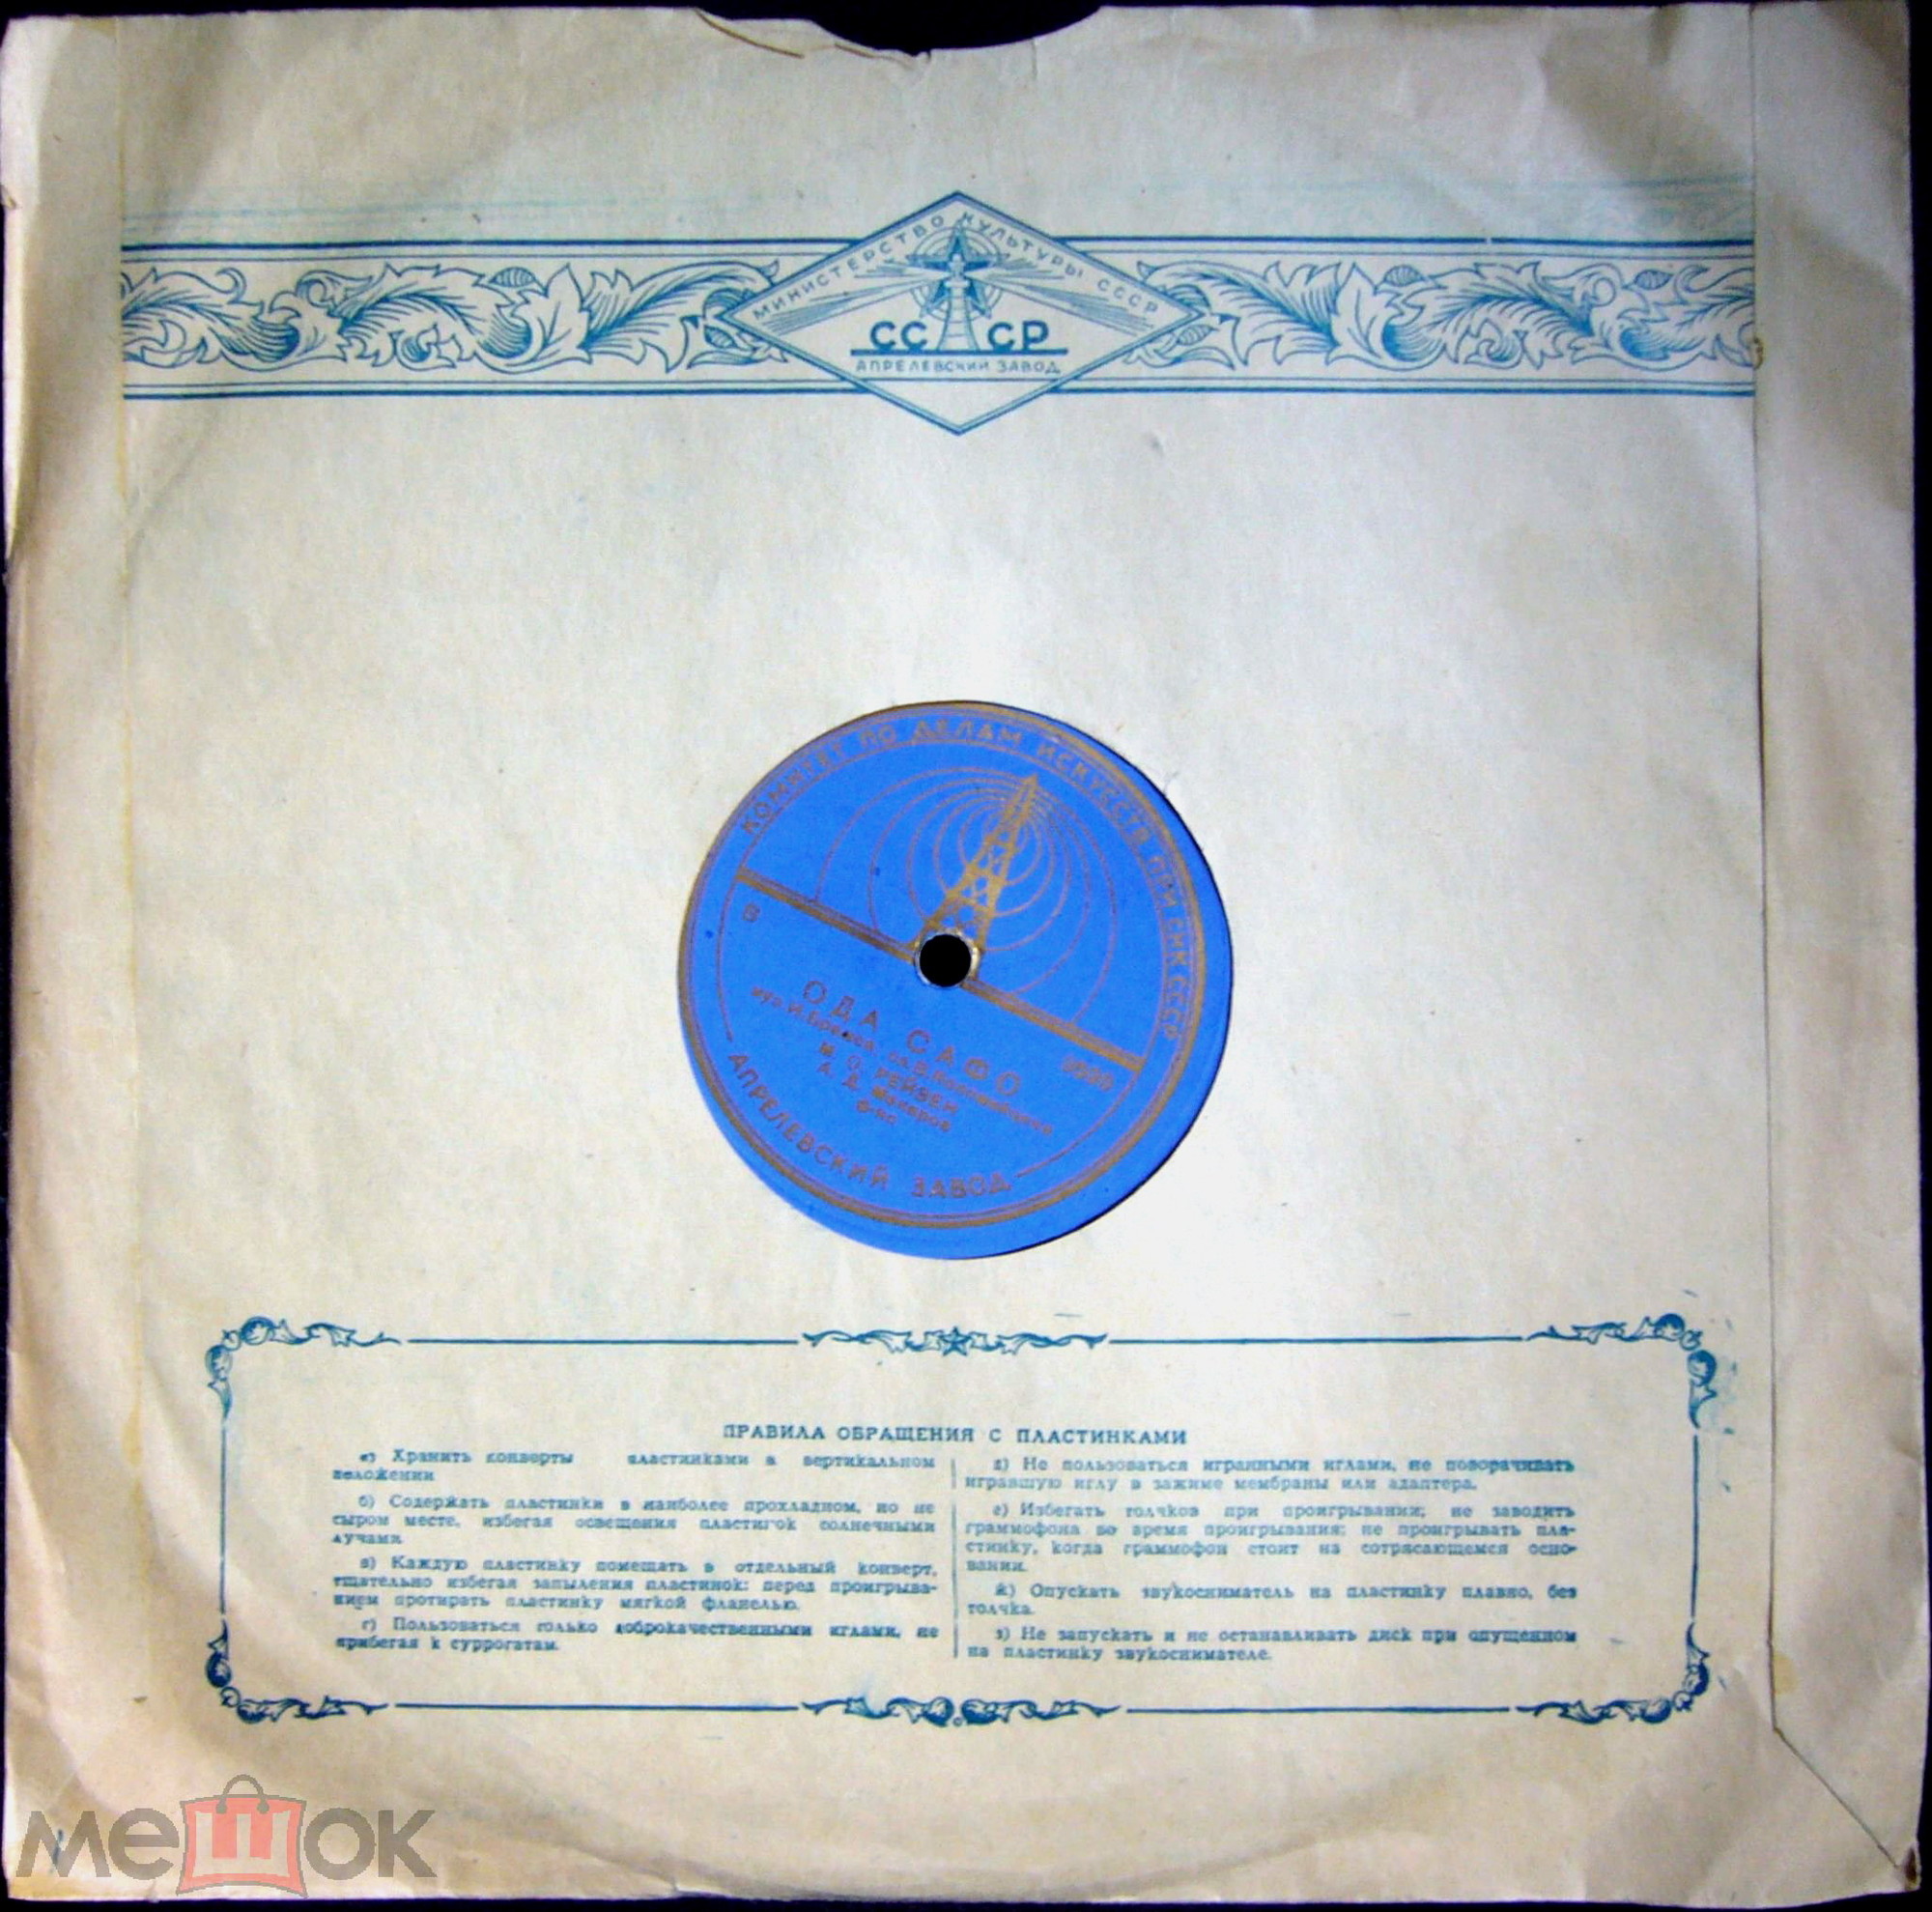 МИНИСТЕРСТВО КУЛЬТУРЫ СССР
СССР
АПРЕЛЕВСКИЙ ЗАВОД
КОМИТЕТ ПО ДЕЛАМ ИСКУССТВ ПРИ СНК СССР
В
ОДА САФО
муз. И. Брамса, сл.
М. О. РЕЙЗЕН
А. Д. Макаров
АПРЕЛЕВСКИЙ ЗАВОД
ПРАВИЛА ОБРАЩЕНИЯ С ПЛАСТИНКАМИ
а) Хранить конверты пластинками в вертикальном
положении
б) Содержать пластинки в наиболее прохладном, но не
сыром месте, избегая освещения пластинок солнечными
лучами
в) Каждую пластинку помещать в отдельный конверт,
тщательно избегая запыления пластинок; перед проигрыва-
нием протирать пластинку мягкой фланелью.
г) Пользоваться только доброкачественными иглами, не
прибегая к суррогатам.
д) Не пользоваться игранными иглами, не поворачивать
игравшую иглу в зажиме мембраны или адаптера.
е) Избегать толчков при проигрывании; не заводить
граммофона во время проигрывания; не проигрывать пла-
стинку, когда граммофон стоит на сотрясающемся осно-
вании.
ж) Опускать звукосниматель на пластинку плавно, без
толчка
з) Не запускать и не останавливать диск при опущенном
на пластинку звукоснимателе.
мешок